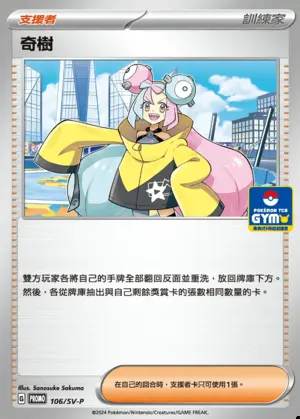 支援者
訓練家
奇樹
POKÉMON TCG
GYM
雙方玩家各將自己的手牌全部翻回反面並重洗,放回牌庫下方。
然後,各從牌庫抽出與自己剩餘獎賞卡的張數相同數量的卡。
Illus. Sanosuke Sakuma
G PROMO 106/SV-P
在自己的回合時,支援者卡只可使用1張。
©2024 Pokémon/Nintendo/Creatures/GAME FREAK.